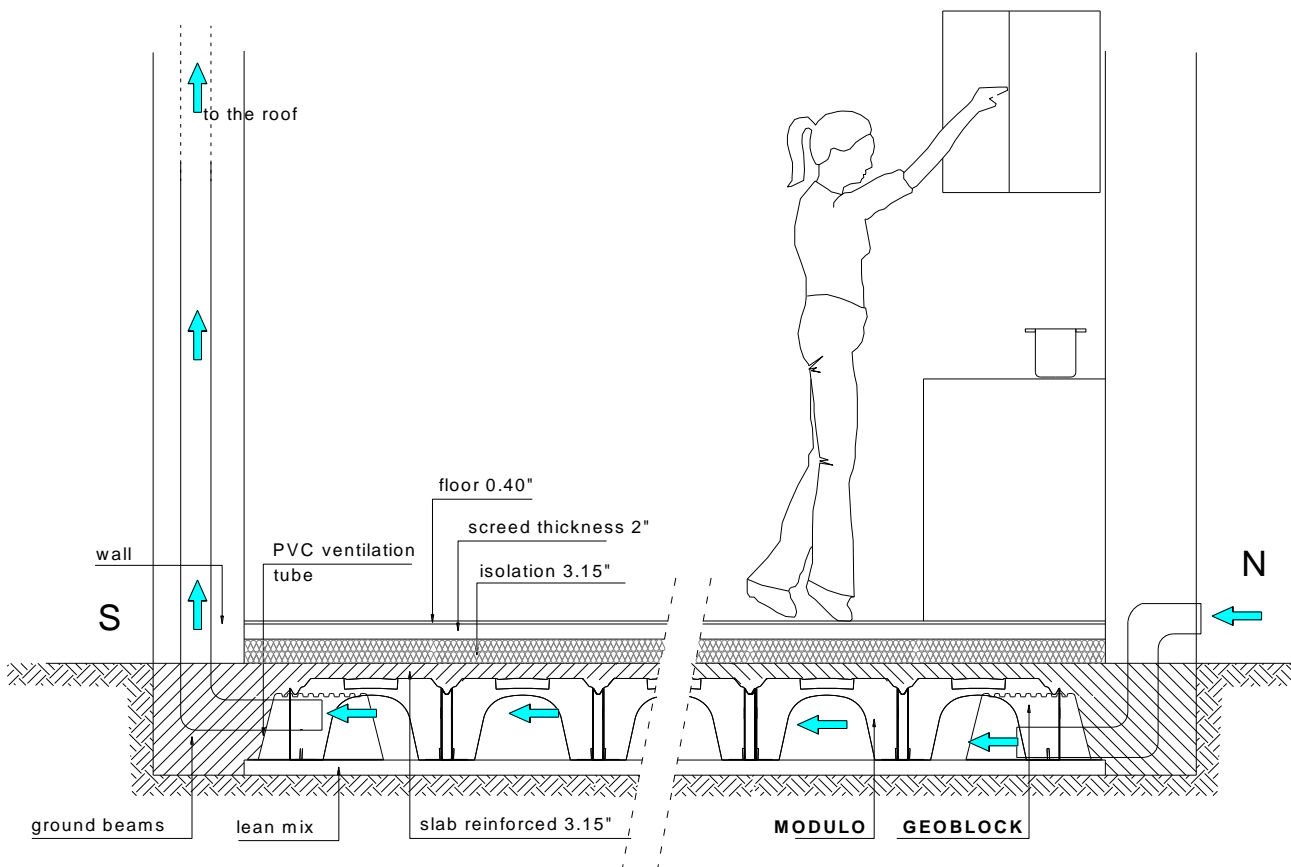 to the roof
floor 0.40"
screed thickness 2"
wall
PVC ventilation
tube
isolation 3.15"
S
N
ground beams
lean mix
slab reinforced 3.15"
MODULO
GEOBLOCK